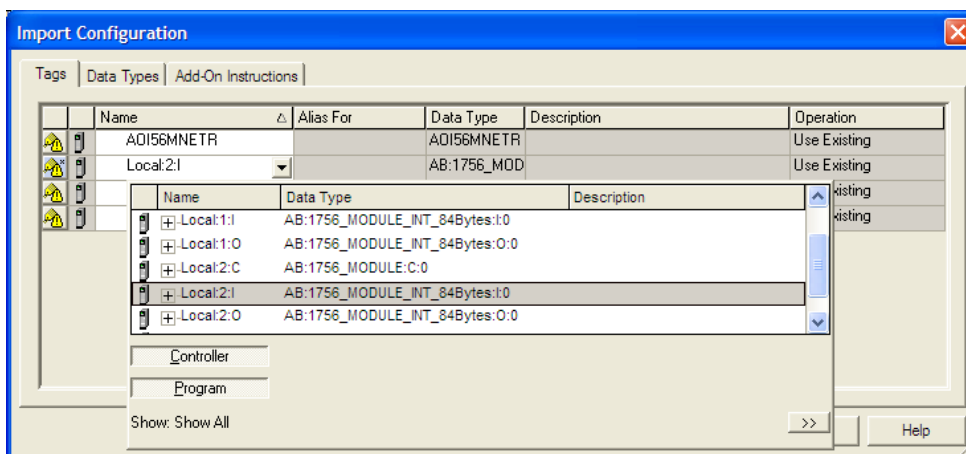 Import Configuration
Tags Data Types Add-On Instructions
Name Alias For Data Type Description Operation
AOI56MNETR AOI56MNETR Use Existing
Local:2:I AB:1756_MOD Use Existing
Name Data Type Description xisting
Local:1:I AB:1756_MODULE_INT_84Bytes:I:0 xisting
Local:1:O AB:1756_MODULE_INT_84Bytes:O:0
Local:2:C AB:1756_MODULE:C:0
Local:2:I AB:1756_MODULE_INT_84Bytes:I:0
Local:2:O AB:1756_MODULE_INT_84Bytes:O:0
Controller
Program
Show: Show All >>
Help